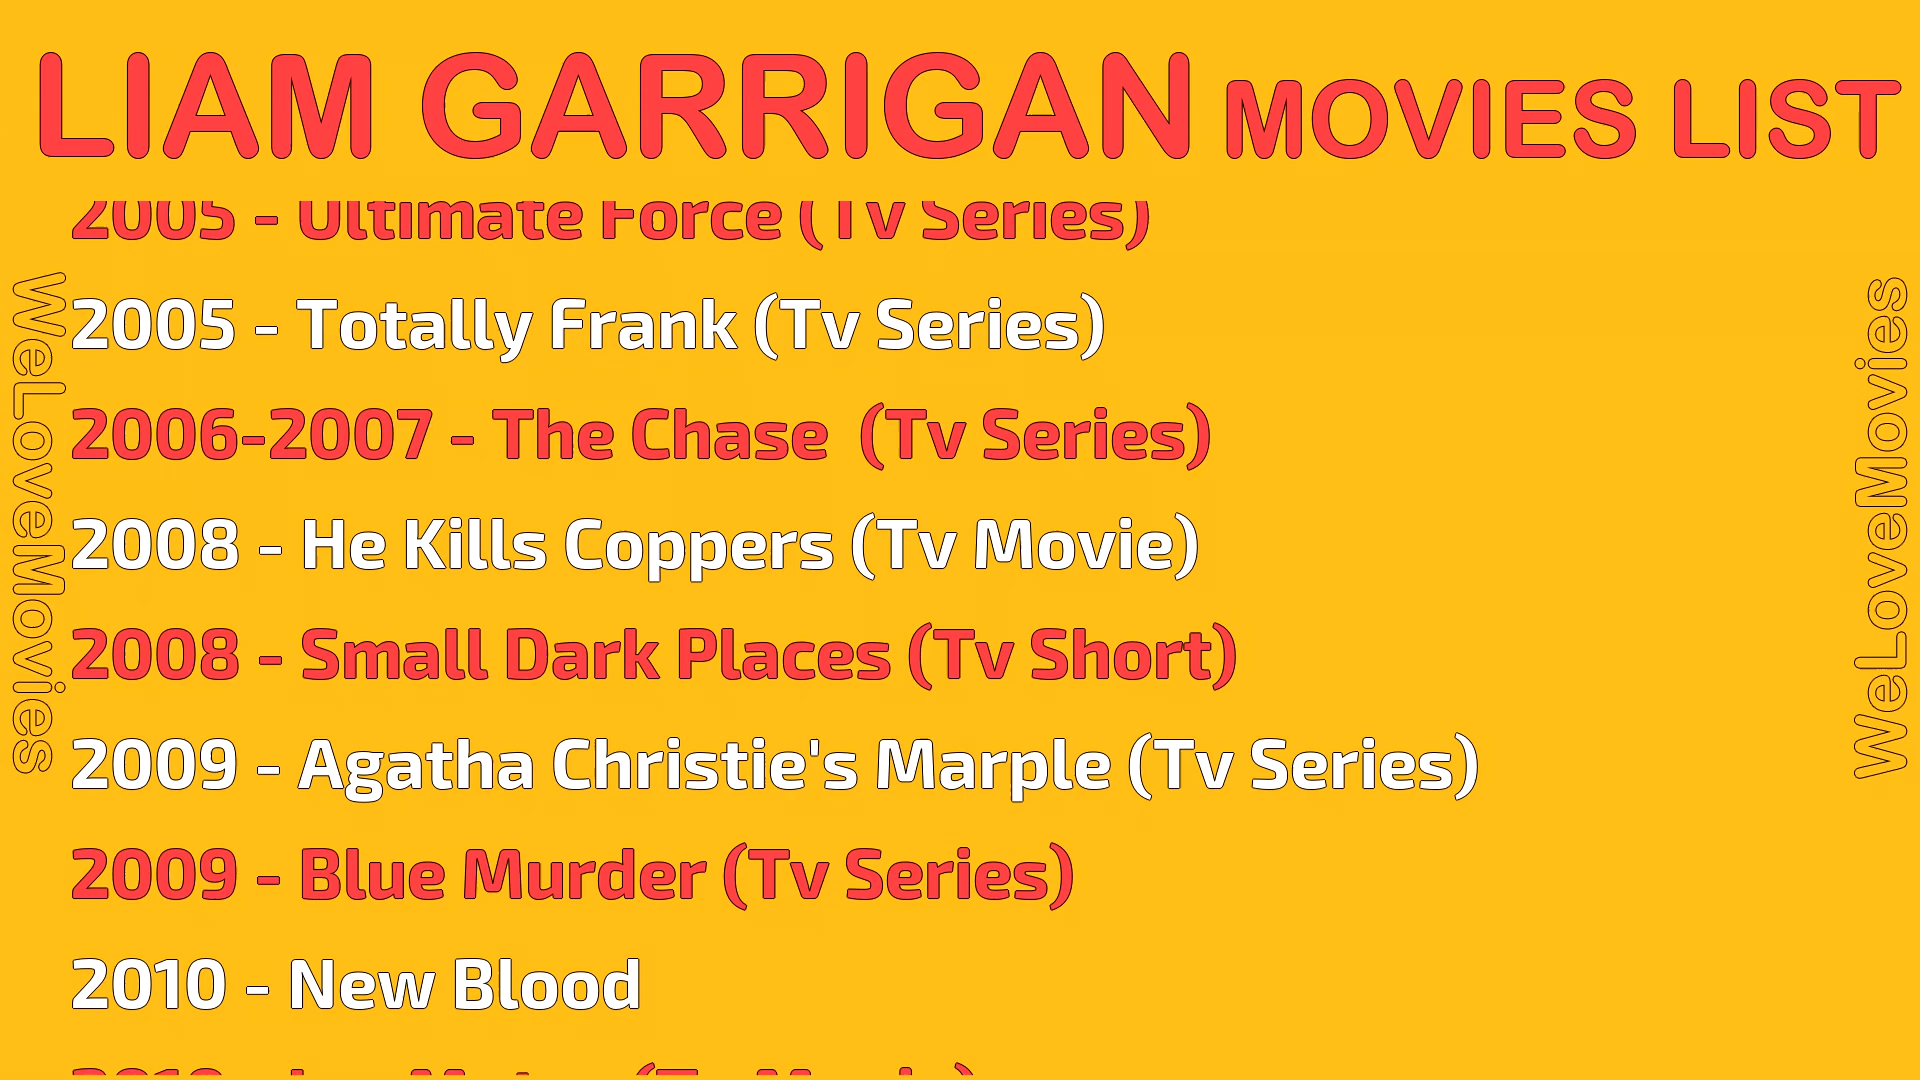 LIAM GARRIGAN MOVIES LIST
2005 - Ultimate Force (Tv Series)
2005 - Totally Frank (Tv Series)
2006-2007 - The Chase  (Tv Series)
2008 - He Kills Coppers (Tv Movie)
2008 - Small Dark Places (Tv Short)
2009 - Agatha Christie's Marple (Tv Series)
2009 - Blue Murder (Tv Series)
2010 - New Blood
WeLoveMovies
WeLoveMovies